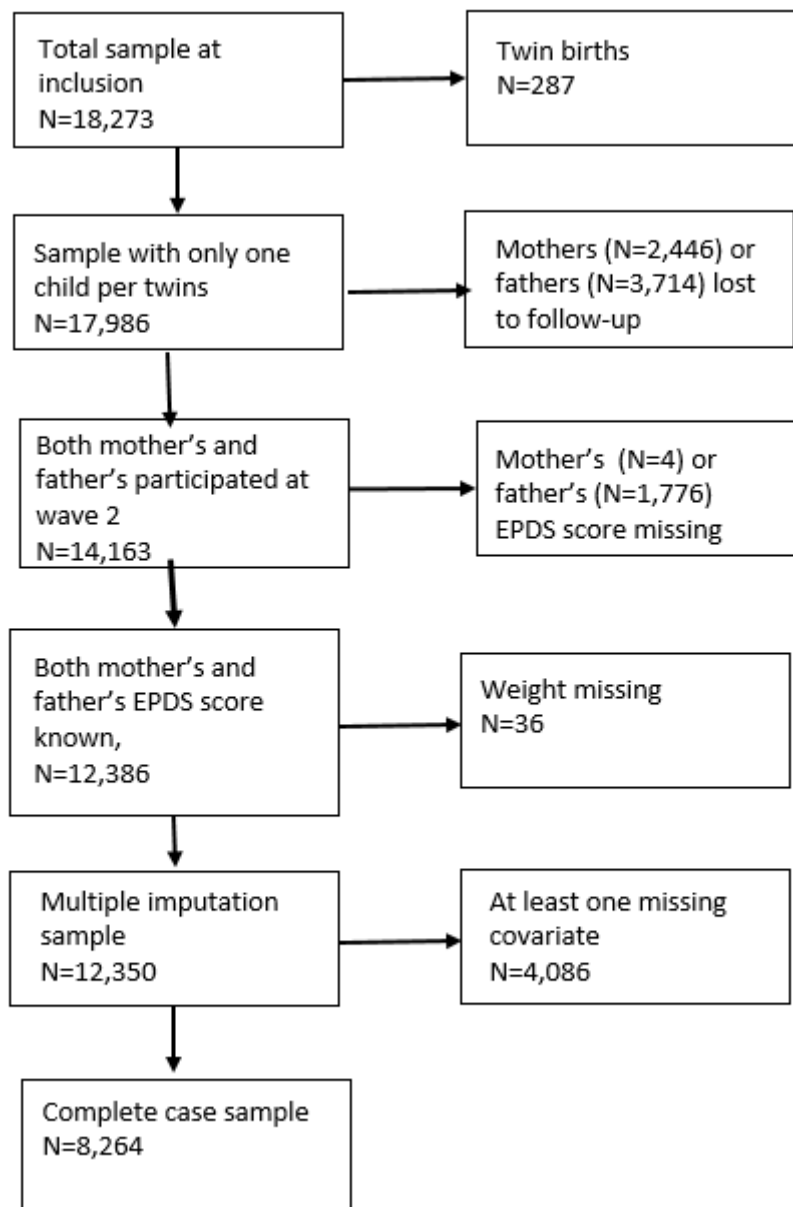 Total sample at
inclusion
N=18,273
Twin births
N=287
Sample with only one
child per twins
N=17,986
Mothers (N=2,446) or
fathers (N=3,714) lost
to follow-up
Both mother’s and
father’s participated at
wave 2
N=14,163
Mother’s (N=4) or
father’s (N=1,776)
EPDS score missing
Both mother’s and
father’s EPDS score
known,
N=12,386
Weight missing
N=36
Multiple imputation
sample
N=12,350
At least one missing
covariate
N=4,086
Complete case sample
N=8,264